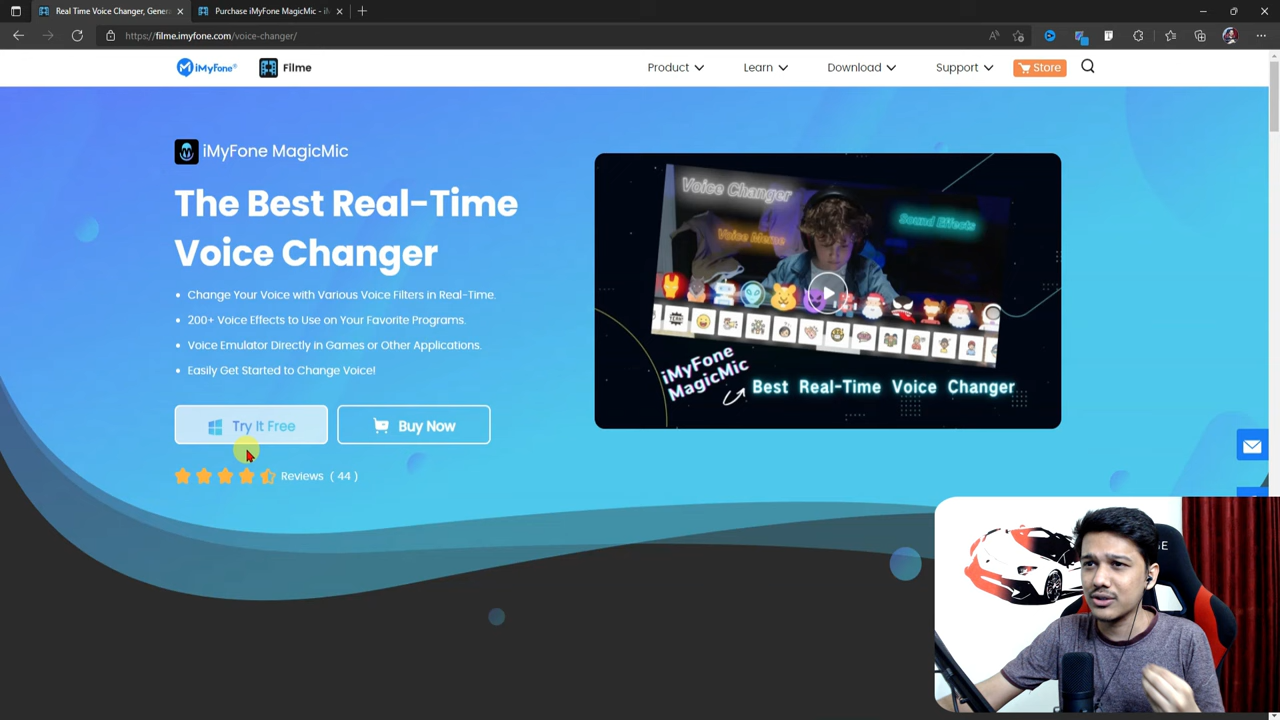 Real Time Voice Changer, Gener
Purchase iMyFone MagicMic - iM
https://filme.imyfone.com/voice-changer/
iMyFone
Filme
Product
Learn
Download
Support
Store
iMyFone MagicMic
The Best Real-Time
Voice Changer
Change Your Voice with Various Voice Filters in Real-Time.
200+ Voice Effects to Use on Your Favorite Programs.
Voice Emulator Directly in Games or Other Applications.
Easily Get Started to Change Voice!
Try It Free
Buy Now
Reviews ( 44 )
Voice Changer
Voice Meme
Sound Effects
iMyFone
MagicMic
Best Real-Time Voice Changer